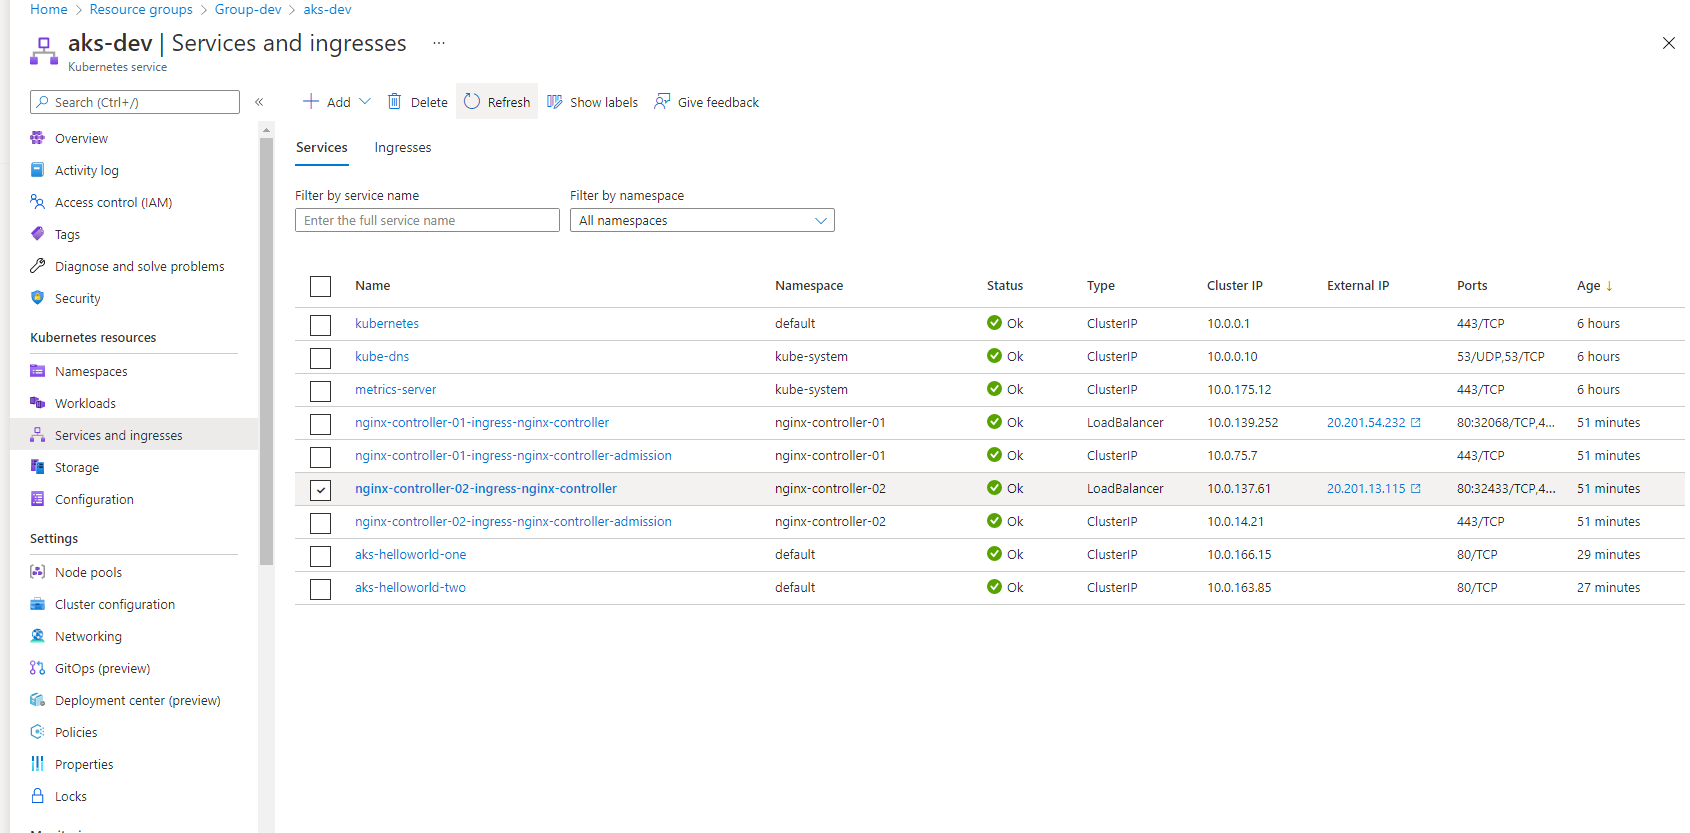 Home > Resource groups > Group-dev > aks-dev
aks-dev | Services and ingresses ...
Kubernetes service
Search (Ctrl+/) «
Add Delete Refresh Show labels Give feedback
Overview
Activity log
Access control (IAM)
Tags
Diagnose and solve problems
Security
Kubernetes resources
Namespaces
Workloads
Services and ingresses
Storage
Configuration
Settings
Node pools
Cluster configuration
Networking
GitOps (preview)
Deployment center (preview)
Policies
Properties
Locks
Services Ingresses
Filter by service name Filter by namespace
Enter the full service name All namespaces
Name Namespace Status Type Cluster IP External IP Ports Age ↓
kubernetes default Ok ClusterIP 10.0.0.1 443/TCP 6 hours
kube-dns kube-system Ok ClusterIP 10.0.0.10 53/UDP,53/TCP 6 hours
metrics-server kube-system Ok ClusterIP 10.0.175.12 443/TCP 6 hours
nginx-controller-01-ingress-nginx-controller nginx-controller-01 Ok LoadBalancer 10.0.139.252 20.201.54.232 80:32068/TCP,4... 51 minutes
nginx-controller-01-ingress-nginx-controller-admission nginx-controller-01 Ok ClusterIP 10.0.75.7 443/TCP 51 minutes
nginx-controller-02-ingress-nginx-controller nginx-controller-02 Ok LoadBalancer 10.0.137.61 20.201.13.115 80:32433/TCP,4... 51 minutes
nginx-controller-02-ingress-nginx-controller-admission nginx-controller-02 Ok ClusterIP 10.0.14.21 443/TCP 51 minutes
aks-helloworld-one default Ok ClusterIP 10.0.166.15 80/TCP 29 minutes
aks-helloworld-two default Ok ClusterIP 10.0.163.85 80/TCP 27 minutes